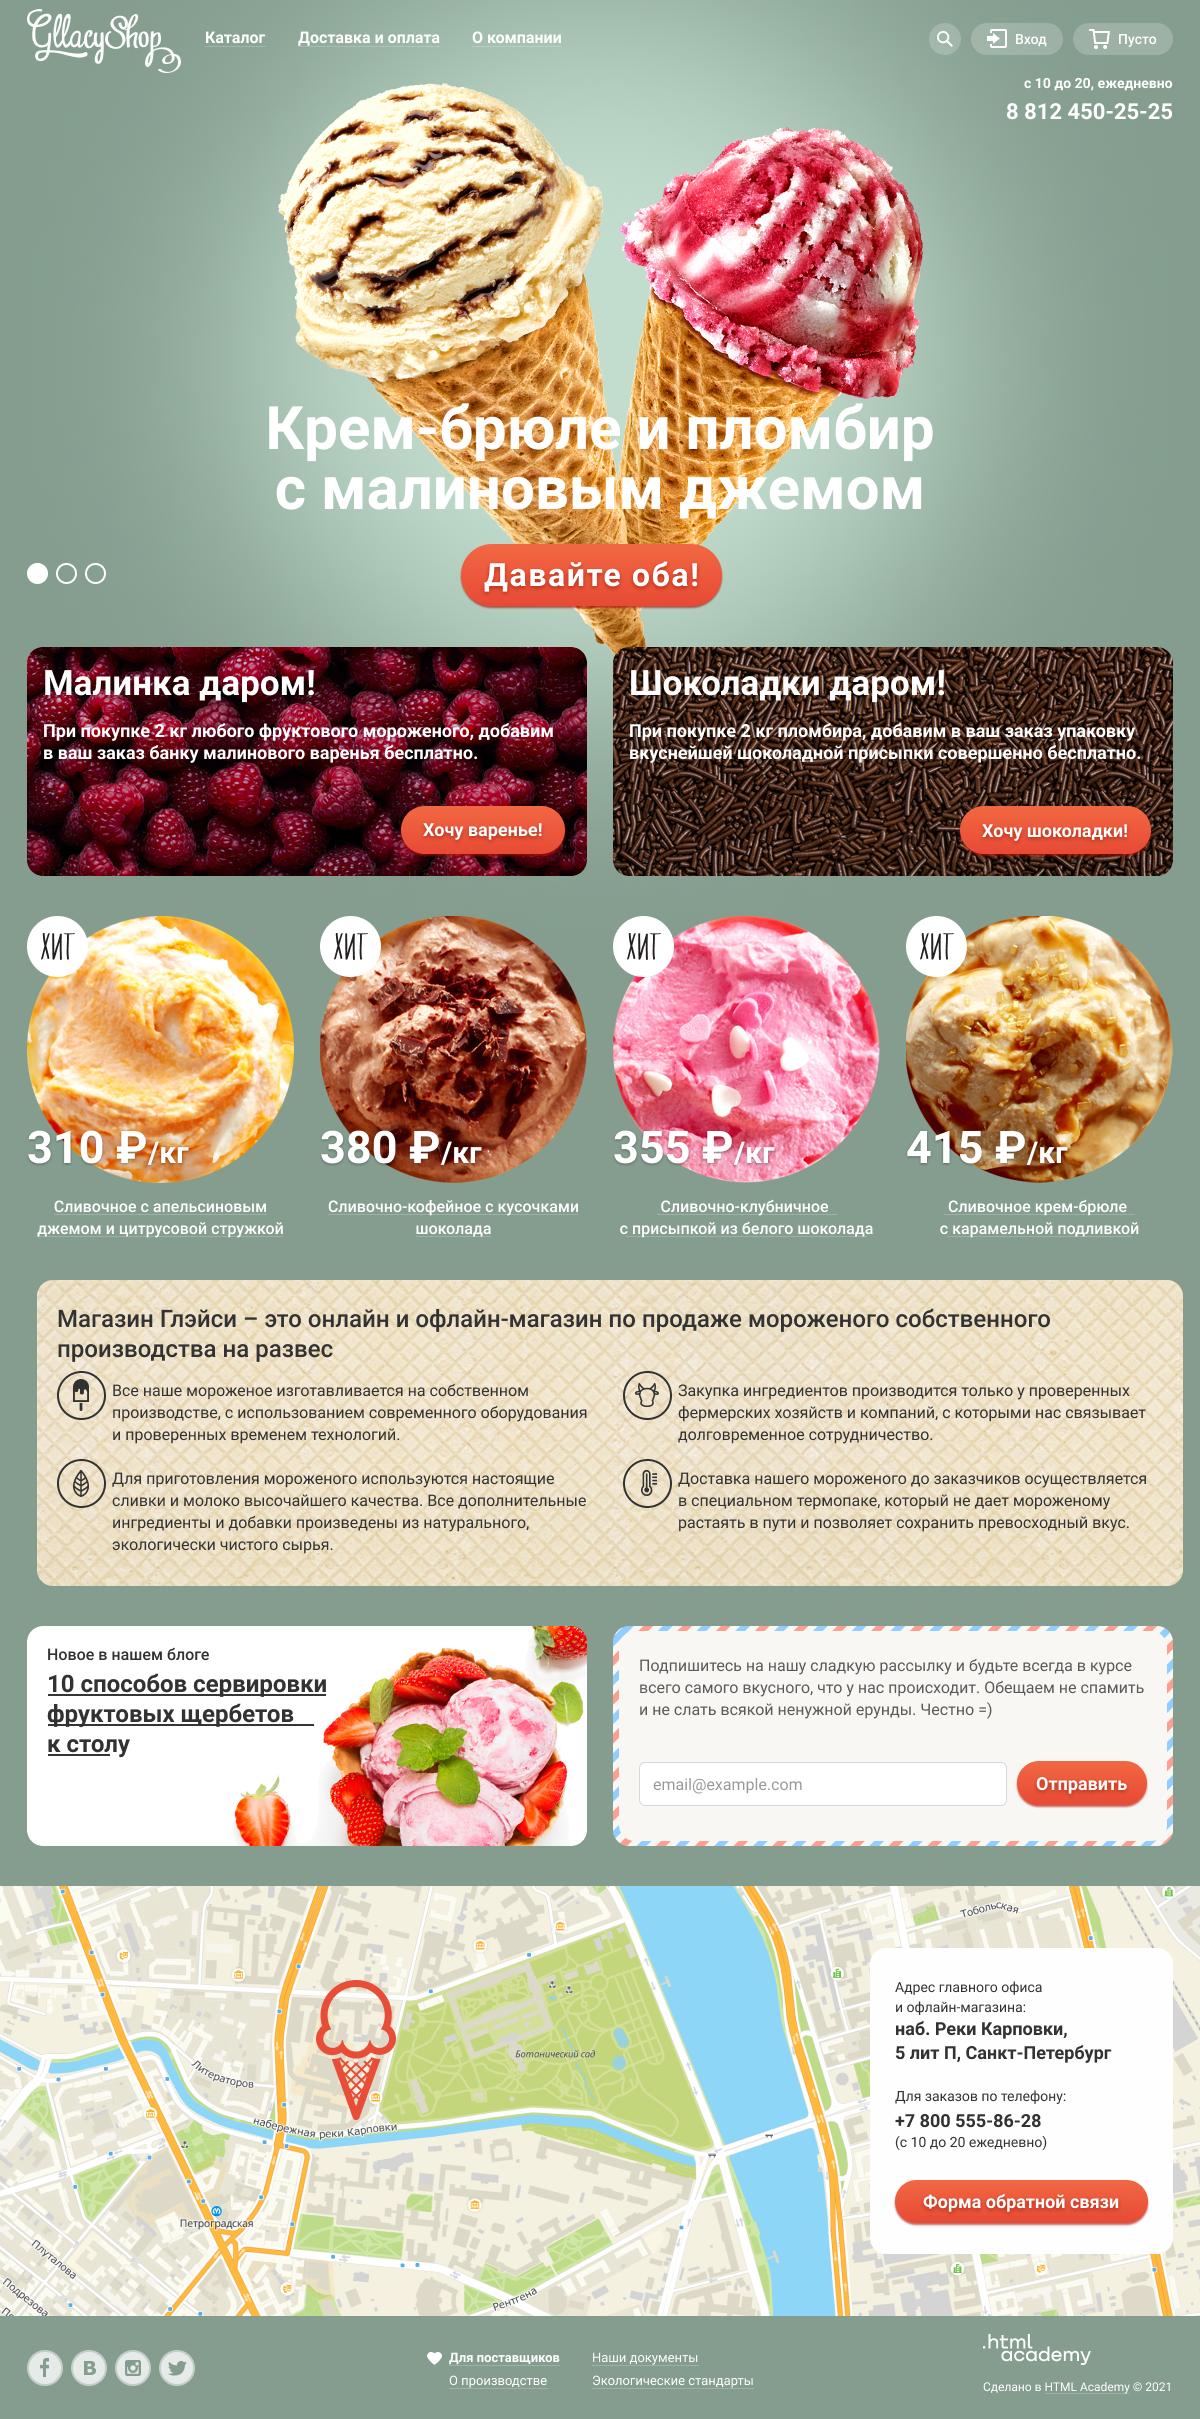 Gllacy Shop
Каталог
Доставка и оплата
О компании
Вход
Пусто
с 10 до 20, ежедневно
8 812 450-25-25
Крем-брюле и пломбир
с малиновым джемом
Давайте оба!
Малинка даром!
При покупке 2 кг любого фруктового мороженого, добавим
в ваш заказ банку малинового варенья бесплатно.
Хочу варенье!
Шоколадки даром!
При покупке 2 кг пломбира, добавим в ваш заказ упаковку
вкуснейшей шоколадной присыпки совершенно бесплатно.
Хочу шоколадки!
ХИТ
310 ₽/кг
Сливочное с апельсиновым
джемом и цитрусовой стружкой
ХИТ
380 ₽/кг
Сливочно-кофейное с кусочками
шоколада
ХИТ
355 ₽/кг
Сливочно-клубничное
с присыпкой из белого шоколада
ХИТ
415 ₽/кг
Сливочное крем-брюле
с карамельной подливкой
Магазин Глэйси – это онлайн и офлайн-магазин по продаже мороженого собственного
производства на развес
Все наше мороженое изготавливается на собственном
производстве, с использованием современного оборудования
и проверенных временем технологий.
Закупка ингредиентов производится только у проверенных
фермерских хозяйств и компаний, с которыми нас связывает
долговременное сотрудничество.
Для приготовления мороженого используются настоящие
сливки и молоко высочайшего качества. Все дополнительные
ингредиенты и добавки произведены из натурального,
экологически чистого сырья.
Доставка нашего мороженого до заказчиков осуществляется
в специальном термопаке, который не дает мороженому
растаять в пути и позволяет сохранить превосходный вкус.
Новое в нашем блоге
10 способов сервировки
фруктовых щербетов
к столу
Подпишитесь на нашу сладкую рассылку и будьте всегда в курсе
всего самого вкусного, что у нас происходит. Обещаем не спамить
и не слать всякой ненужной ерунды. Честно =)
email@example.com
Отправить
Тобольская
Литераторов
Ботанический сад
набережная реки Карповки
Петроградская
Плуталова
Подрезова
Рентгена
Адрес главного офиса
и офлайн-магазина:
наб. Реки Карповки,
5 лит П, Санкт-Петербург
Для заказов по телефону:
+7 800 555-86-28
(с 10 до 20 ежедневно)
Форма обратной связи
Для поставщиков
Наши документы
О производстве
Экологические стандарты
.html
academy
Сделано в HTML Academy © 2021